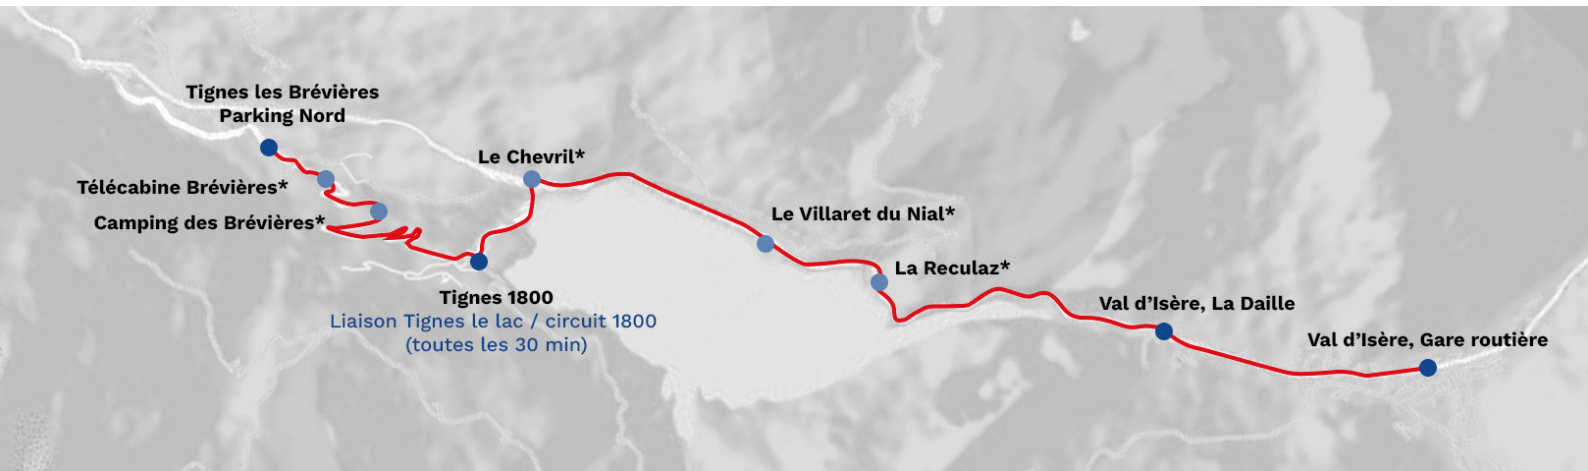 Tignes les Brévières
Parking Nord
Télécabine Brévières*
Camping des Brévières*
Le Chevril*
Tignes 1800
Liaison Tignes le lac / circuit 1800
(toutes les 30 min)
Le Villaret du Nial*
La Reculaz*
Val d’Isère, La Daille
Val d’Isère, Gare routière